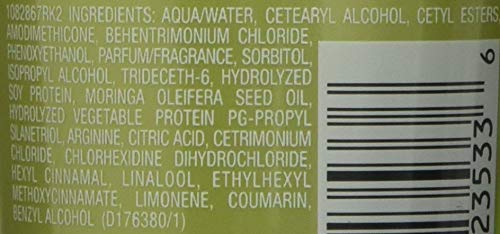 1082867RK2 INGREDIENTS: AQUA/WATER, CETEARYL ALCOHOL, CETYL ESTERS
AMODIMETHICONE, BEHENTRIMONIUM CHLORIDE,
PHENOXYETHANOL, PARFUM/FRAGRANCE, SORBITOL,
ISOPROPYL ALCOHOL, TRIDECETH-6, HYDROLYZED
SOY PROTEIN, MORINGA OLEIFERA SEED OIL,
HYDROLYZED VEGETABLE PROTEIN PG-PROPYL
SILANETRIOL, ARGININE, CITRIC ACID, CETRIMONIUM
CHLORIDE, CHLORHEXIDINE DIHYDROCHLORIDE,
HEXYL CINNAMAL, LINALOOL, ETHYLHEXYL
METHOXYCINNAMATE, LIMONENE, COUMARIN,
BENZYL ALCOHOL (D176380/1)
23533 6